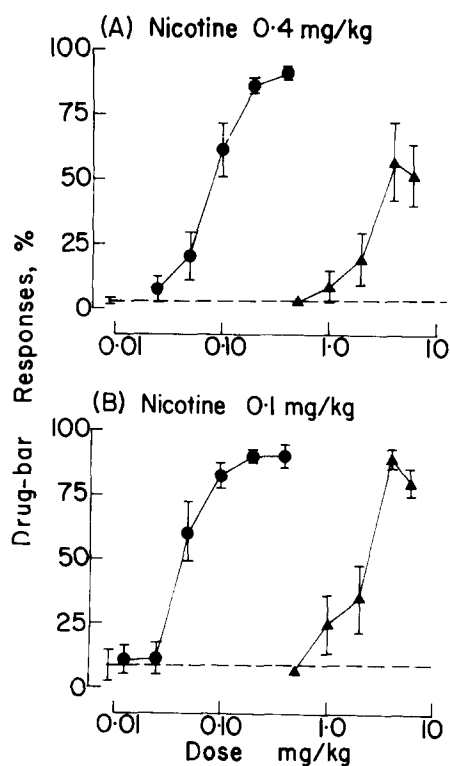 (A) Nicotine 0·4 mg/kg
100
75
50
25
0
0·01 0·10 1·0 10
Drug-bar Responses, %
(B) Nicotine 0·1 mg/kg
100
75
50
25
0
0·01 0·10 1·0 10
Dose mg/kg